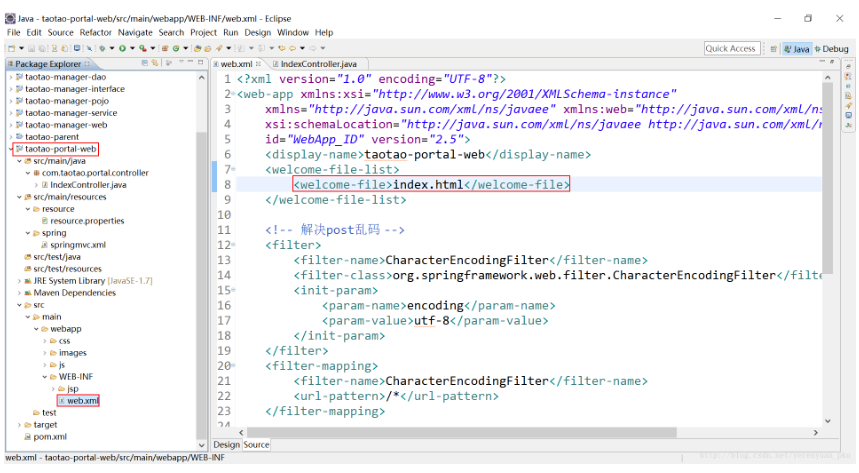 Java - taotao-portal-web/src/main/webapp/WEB-INF/web.xml - Eclipse
File Edit Source Refactor Navigate Search Project Run Design Window Help
Quick Access Java Debug
Package Explorer
taotao-manager-dao
taotao-manager-interface
taotao-manager-pojo
taotao-manager-service
taotao-manager-web
taotao-parent
taotao-portal-web
src/main/java
com.taotao.portal.controller
IndexController.java
src/main/resources
resource
resource.properties
spring
springmvc.xml
src/test/java
src/test/resources
JRE System Library [JavaSE-1.7]
Maven Dependencies
src
main
webapp
css
images
js
WEB-INF
jsp
web.xml
test
target
pom.xml
web.xml IndexController.java
1 <?xml version="1.0" encoding="UTF-8"?>
2 <web-app xmlns:xsi="http://www.w3.org/2001/XMLSchema-instance"
3 xmlns="http://java.sun.com/xml/ns/javaee" xmlns:web="http://java.sun.com/xml/ns
4 xsi:schemaLocation="http://java.sun.com/xml/ns/javaee http://java.sun.com/xml/n
5 id="WebApp_ID" version="2.5">
6 <display-name>taotao-portal-web</display-name>
7 <welcome-file-list>
8 <welcome-file>index.html</welcome-file>
9 </welcome-file-list>
10
11 <!-- 解决post乱码 -->
12 <filter>
13 <filter-name>CharacterEncodingFilter</filter-name>
14 <filter-class>org.springframework.web.filter.CharacterEncodingFilter</filte
15 <init-param>
16 <param-name>encoding</param-name>
17 <param-value>utf-8</param-value>
18 </init-param>
19 </filter>
20 <filter-mapping>
21 <filter-name>CharacterEncodingFilter</filter-name>
22 <url-pattern>/*</url-pattern>
23 </filter-mapping>
24
Design Source
web.xml - taotao-portal-web/src/main/webapp/WEB-INF